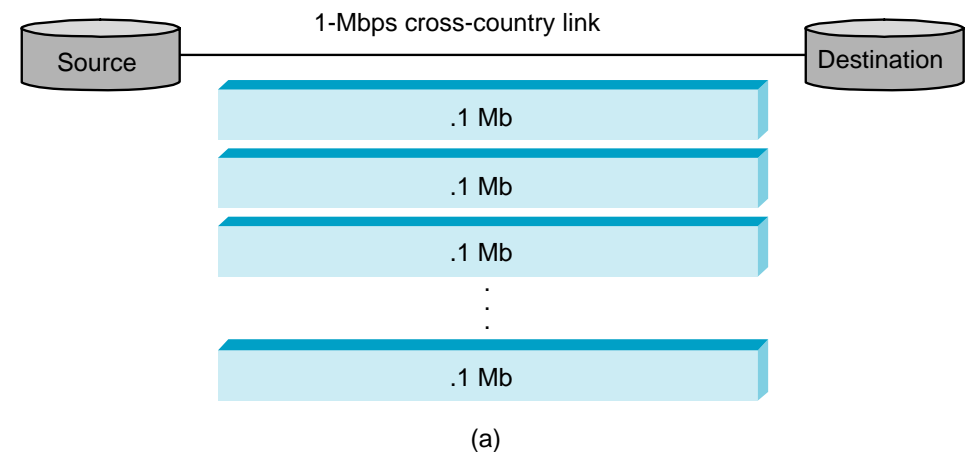 1-Mbps cross-country link
Source
Destination
.1 Mb
.1 Mb
.1 Mb
.
.
.
.1 Mb
(a)